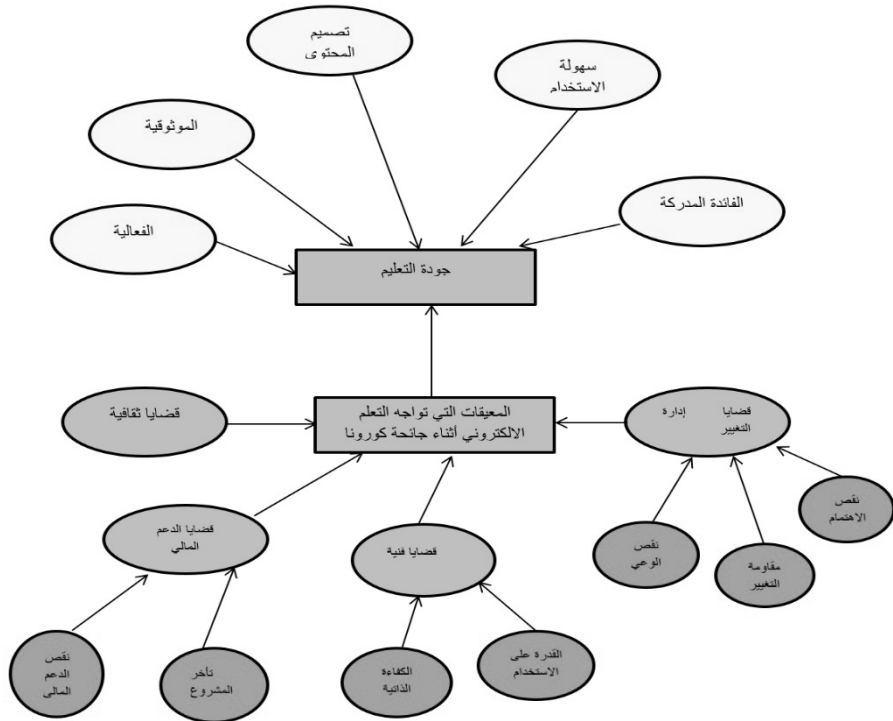 تصميم
المحتوى
سهولة
الاستخدام
الموثوقية
الفائدة المدركة
الفعالية
جودة التعليم
قضايا ثقافية
المعيقات التي تواجه التعلم
الالكتروني أثناء جائحة كورونا
قضايا إدارة
التغيير
قضايا الدعم
المالي
قضايا فنية
نقص
الوعي
مقاومة
التغيير
نقص
الاهتمام
نقص
الدعم
المالي
تأخر
المشروع
الكفاءة
الذاتية
القدرة على
الاستخدام